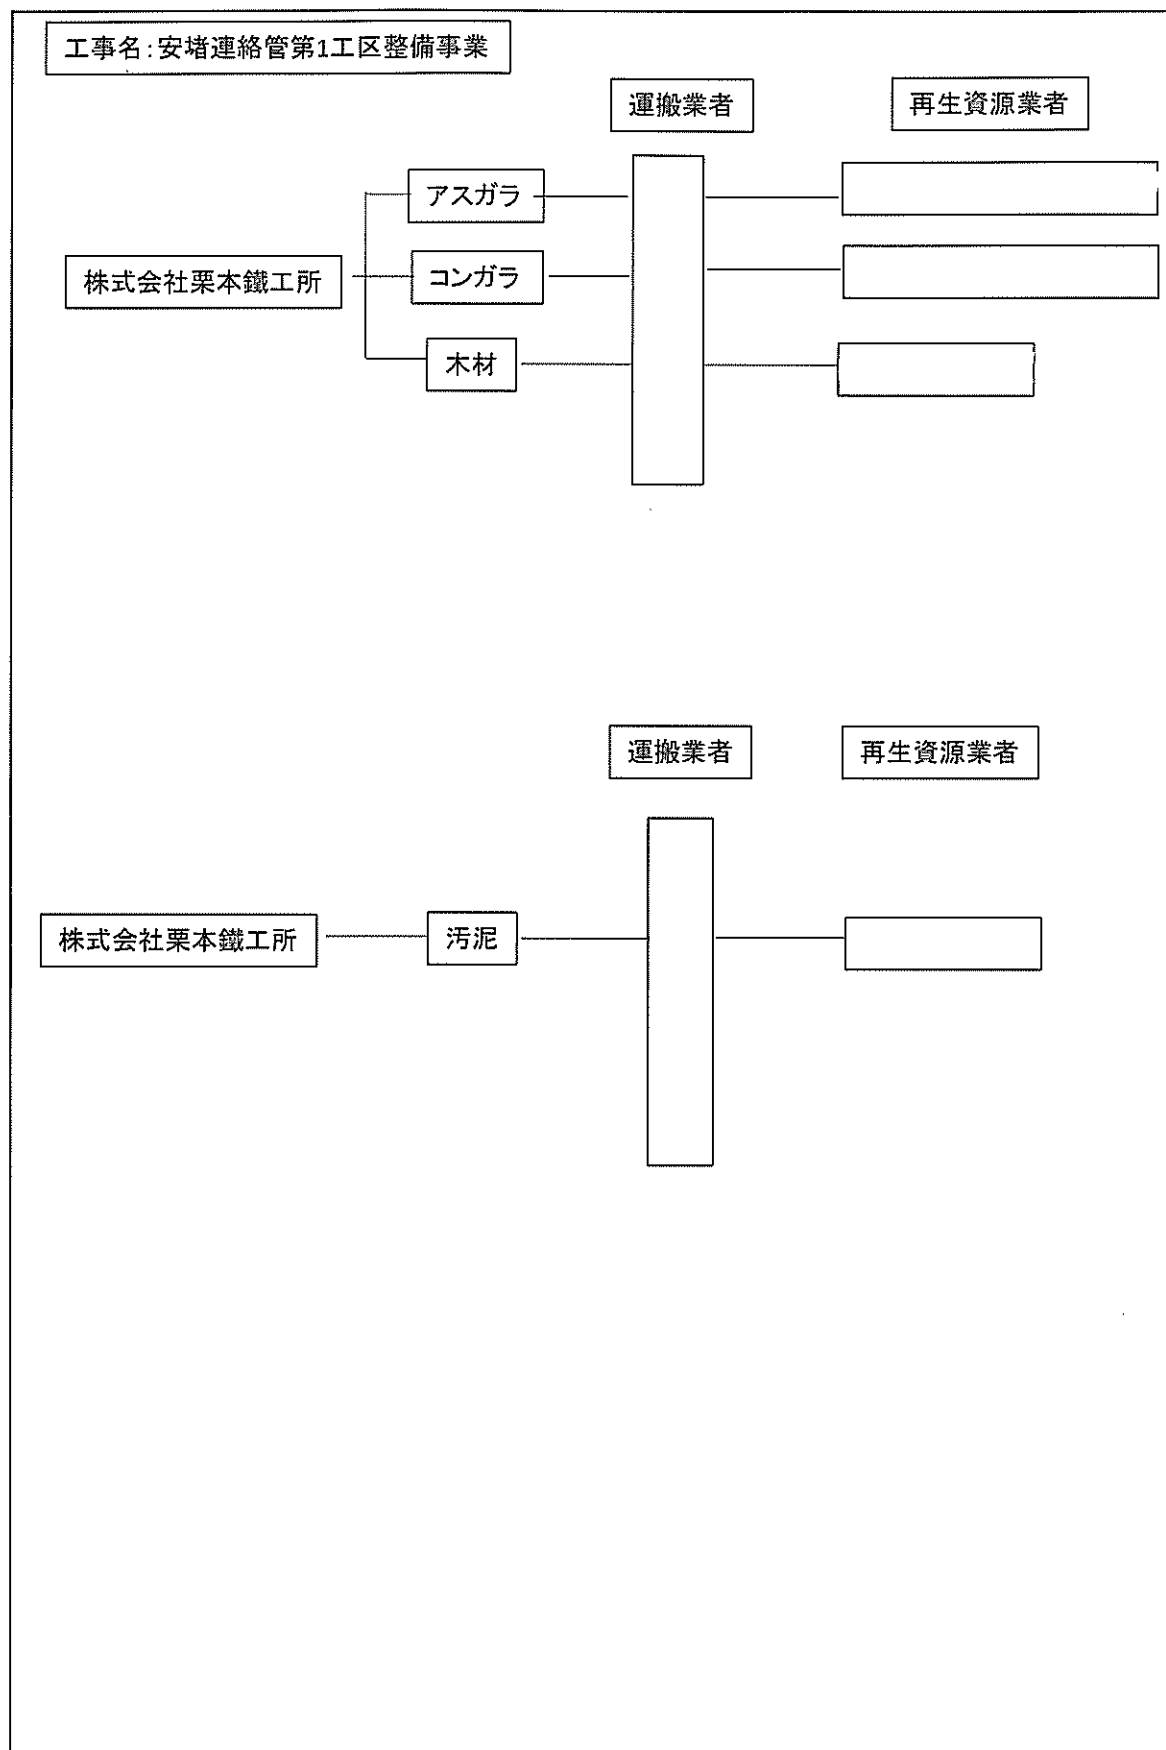 工事名:安堵連絡管第1工区整備事業
運搬業者
再生資源業者
アスガラ
株式会社栗本鐵工所
コンガラ
木材
運搬業者
再生資源業者
株式会社栗本鐵工所
汚泥